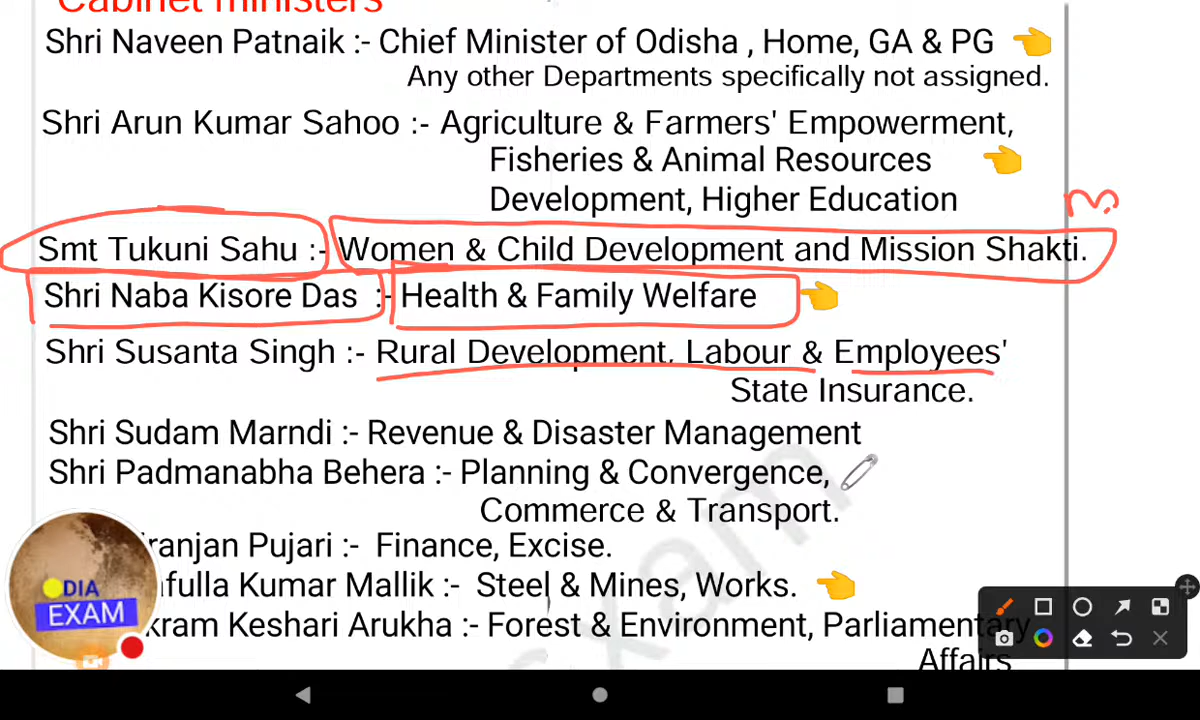 Cabinet ministers
Shri Naveen Patnaik :- Chief Minister of Odisha , Home, GA & PG
Any other Departments specifically not assigned.
Shri Arun Kumar Sahoo :- Agriculture & Farmers' Empowerment,
Fisheries & Animal Resources
Development, Higher Education
Smt Tukuni Sahu :- Women & Child Development and Mission Shakti.
Shri Naba Kisore Das :- Health & Family Welfare
Shri Susanta Singh :- Rural Development, Labour & Employees'
State Insurance.
Shri Sudam Marndi :- Revenue & Disaster Management
Shri Padmanabha Behera :- Planning & Convergence,
Commerce & Transport.
iranjan Pujari :- Finance, Excise.
afulla Kumar Mallik :- Steel & Mines, Works.
kram Keshari Arukha :- Forest & Environment, Parliamentary
Affairs
DIA
EXAM